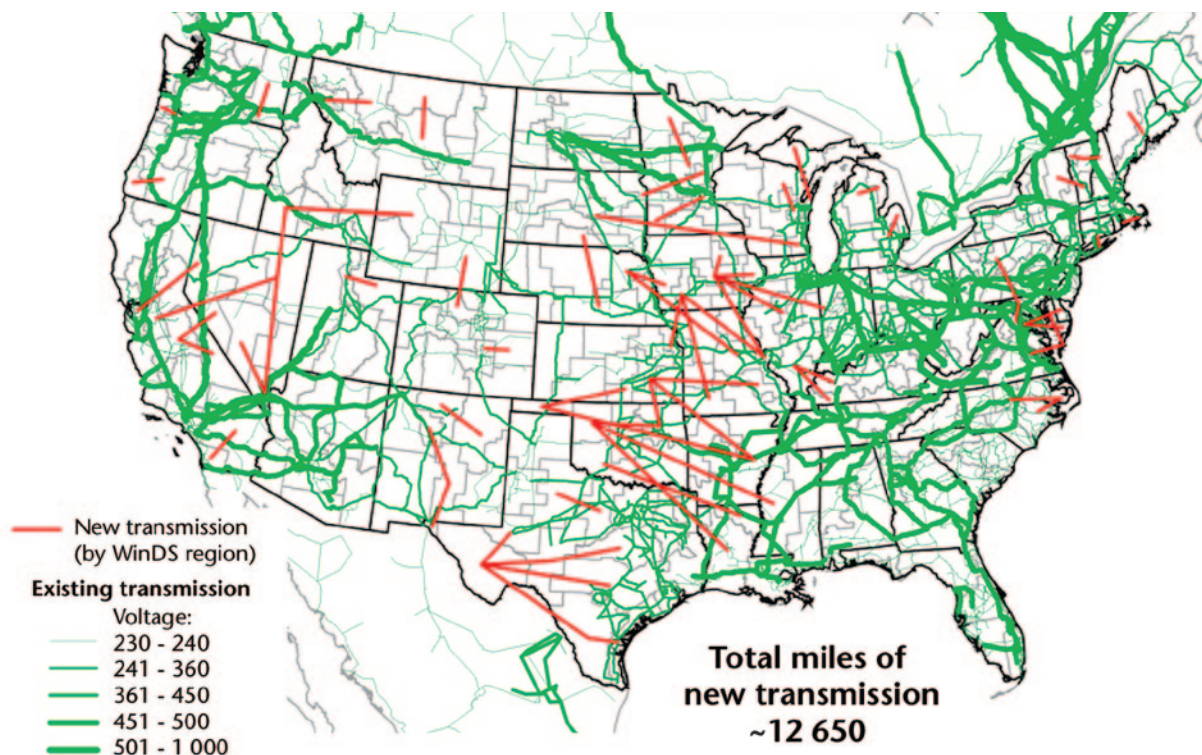 New transmission
(by WinDS region)
Existing transmission
Voltage:
230 - 240
241 - 360
361 - 450
451 - 500
501 - 1 000
Total miles of
new transmission
~12 650